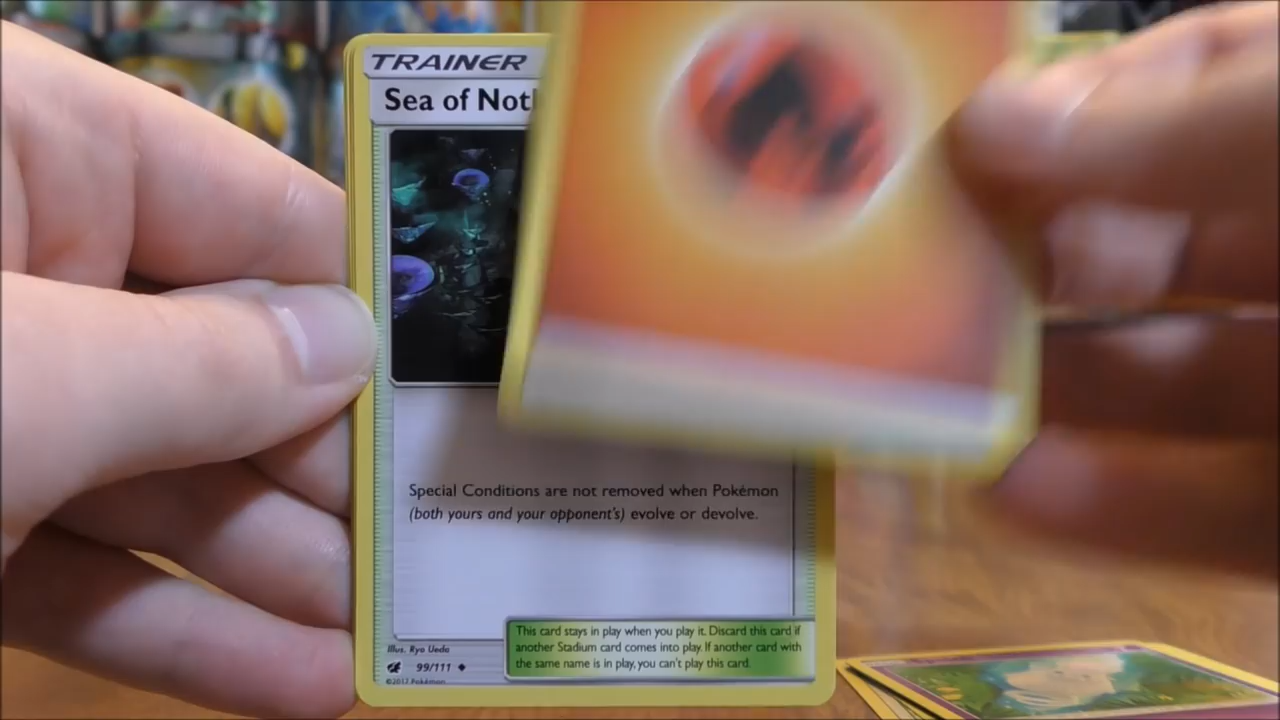 TRAINER
Sea of Not
Special Conditions are not removed when Pokémon
(both yours and your opponent's) evolve or devolve.
This card stays in play when you play it. Discard this card if
another Stadium card comes into play. If another card with
the same name is in play, you can't play this card.
Illus. Ryo Ueda
99/111
©2017 Pokémon